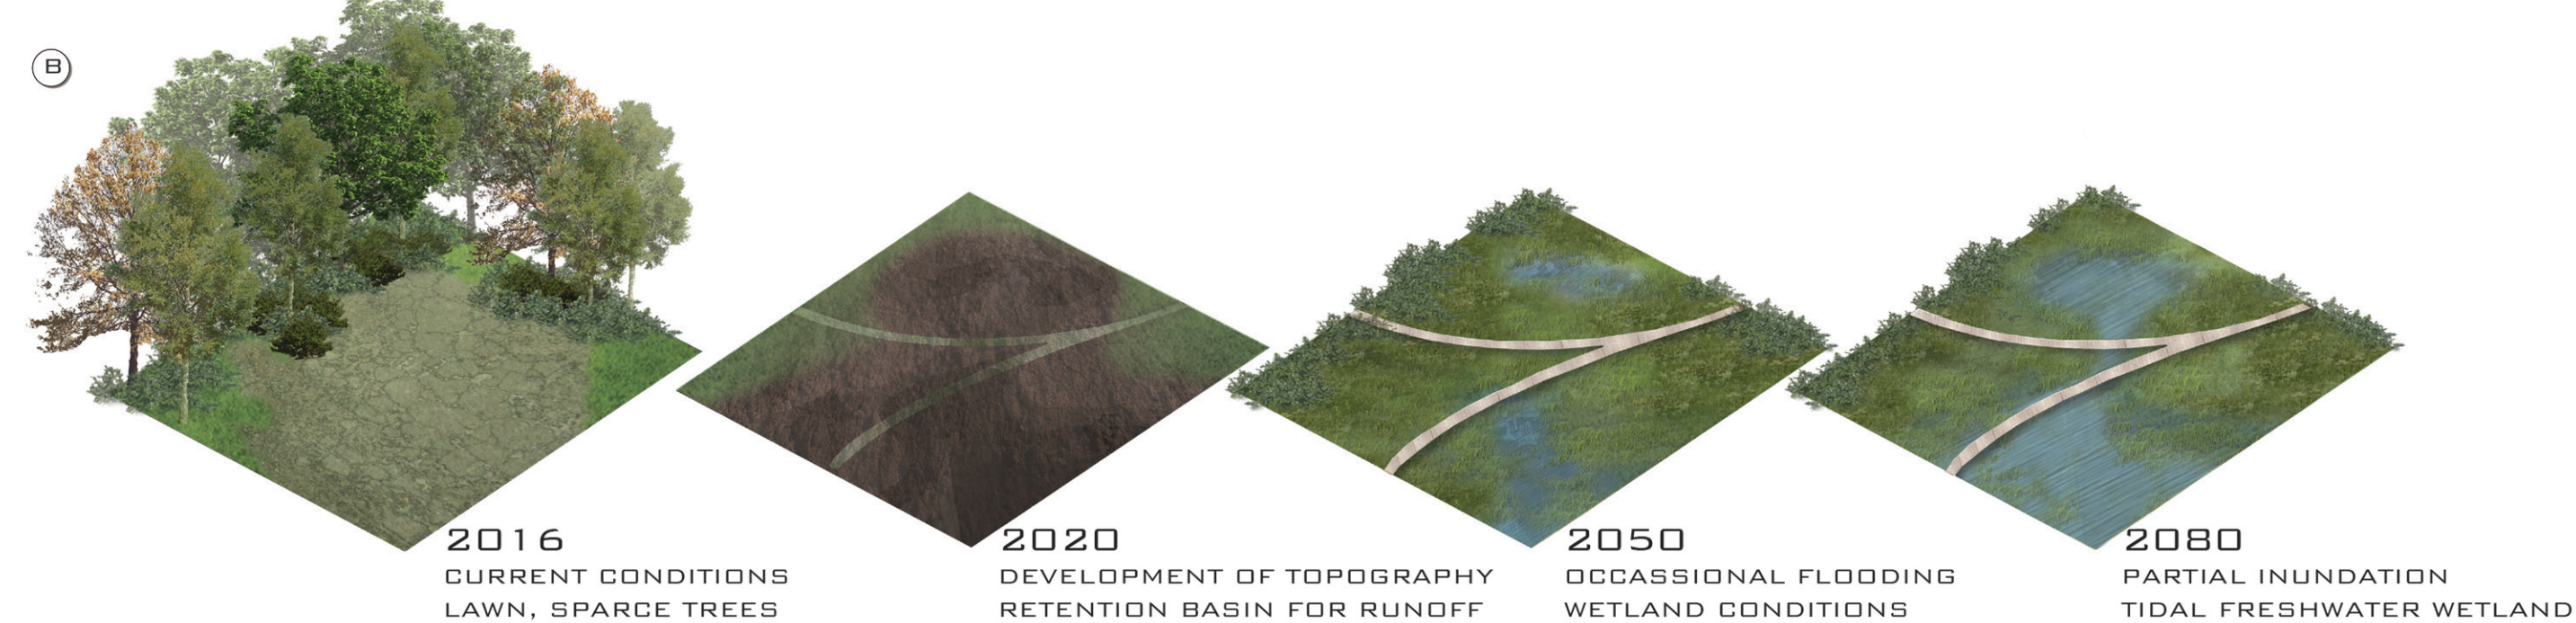 B
2016
CURRENT CONDITIONS
LAWN, SPARCE TREES
2020
DEVELOPMENT OF TOPOGRAPHY
RETENTION BASIN FOR RUNOFF
2050
OCCASSIONAL FLOODING
WETLAND CONDITIONS
2080
PARTIAL INUNDATION
TIDAL FRESHWATER WETLAND